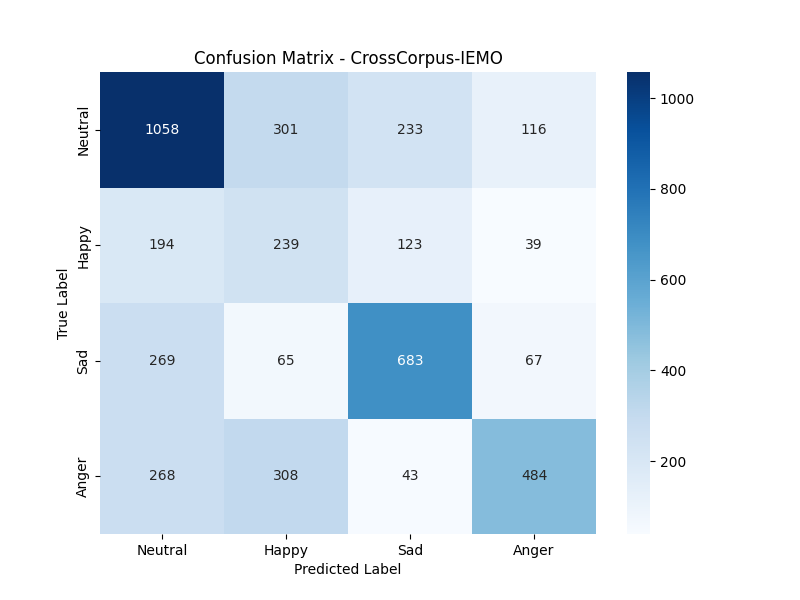 Confusion Matrix - CrossCorpus-IEMO
True Label
Neutral
1058 301 233 116
Happy
194 239 123 39
Sad
269 65 683 67
Anger
268 308 43 484
Neutral Happy Sad Anger
Predicted Label
1000
800
600
400
200